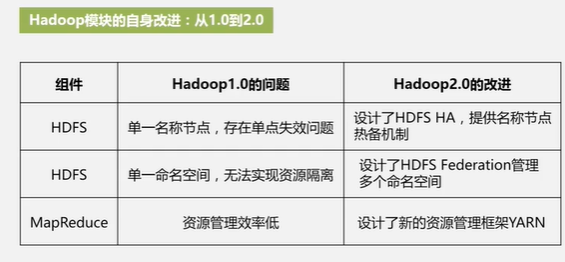 Hadoop模块的自身改进：从1.0到2.0
组件 Hadoop1.0的问题 Hadoop2.0的改进
HDFS 单一名称节点，存在单点失效问题 设计了HDFS HA，提供名称节点
热备机制
HDFS 单一命名空间，无法实现资源隔离 设计了HDFS Federation管理
多个命名空间
MapReduce 资源管理效率低 设计了新的资源管理框架YARN